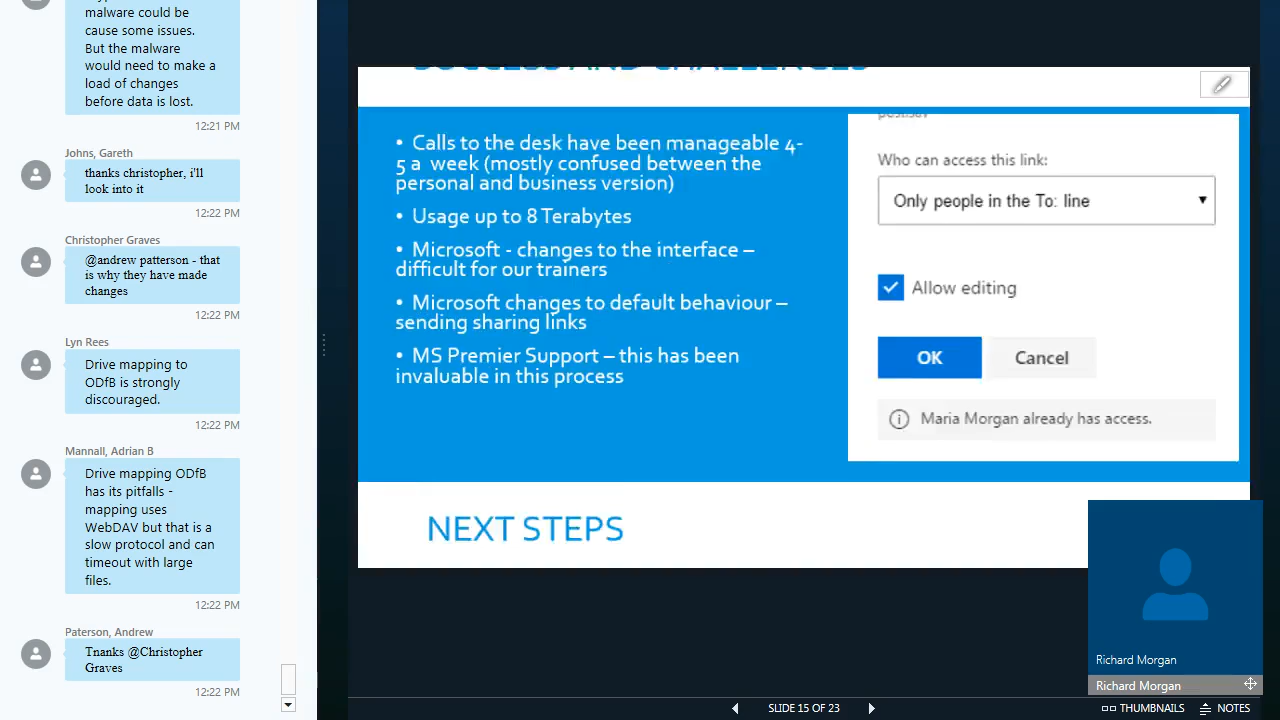 malware could be
cause some issues.
But the malware
would need to make a
load of changes
before data is lost.
12:21 PM
Johns, Gareth
thanks christopher, i'll
look into it
12:22 PM
Christopher Graves
@andrew patterson - that
is why they have made
changes
12:22 PM
Lyn Rees
Drive mapping to
ODfB is strongly
discouraged.
12:22 PM
Mannall, Adrian B
Drive mapping ODfB
has its pitfalls -
mapping uses
WebDAV but that is a
slow protocol and can
timeout with large
files.
12:22 PM
Paterson, Andrew
Tnanks @Christopher
Graves
12:22 PM
SUCCESS AND CHALLENGES
• Calls to the desk have been manageable 4-
5 a week (mostly confused between the
personal and business version)
• Usage up to 8 Terabytes
• Microsoft - changes to the interface –
difficult for our trainers
• Microsoft changes to default behaviour –
sending sharing links
• MS Premier Support – this has been
invaluable in this process
Who can access this link:
Only people in the To: line
Allow editing
OK Cancel
Maria Morgan already has access.
NEXT STEPS
Richard Morgan
Richard Morgan
SLIDE 15 OF 23
THUMBNAILS NOTES